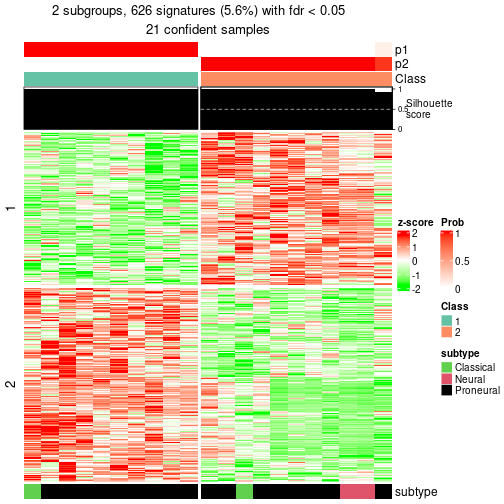 2 subgroups, 626 signatures (5.6%) with fdr < 0.05
21 confident samples
p1
p2
Class
1
0.5
0
Silhouette
score
1
2
z-score
2
1
0
-1
-2
Prob
1
0.5
0
Class
1
2
subtype
Classical
Neural
Proneural
subtype